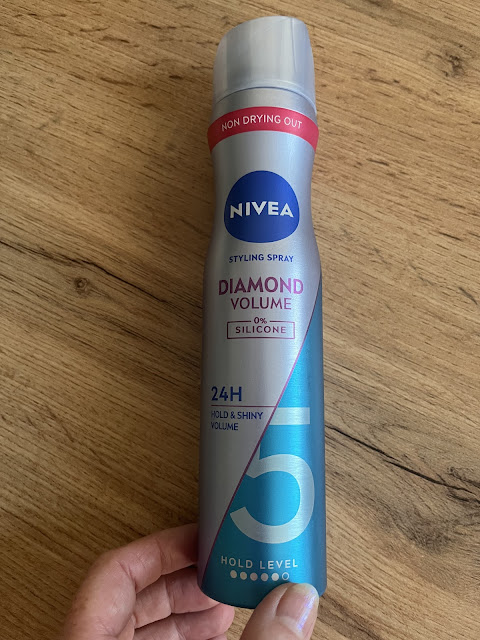 NON DRYING OUT
NIVEA
STYLING SPRAY
DIAMOND
VOLUME
0%
SILICONE
24H
HOLD & SHINY
VOLUME
5
HOLD LEVEL